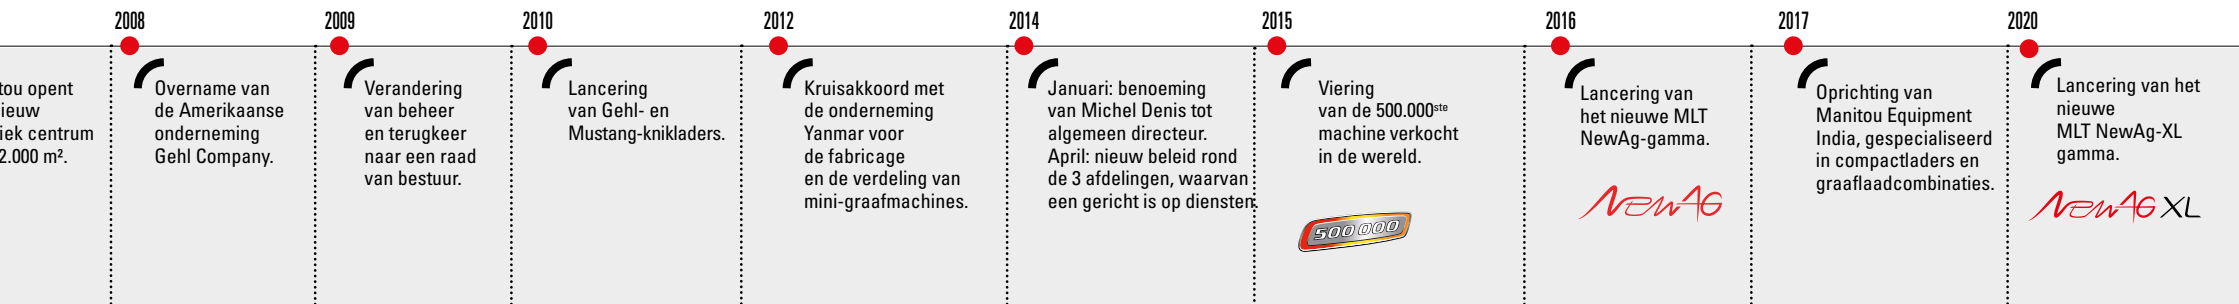 2008
2009
2010
2012
2014
2015
2016
2017
2020
opent
centrum
2.000 m².
Overname van
de Amerikaanse
onderneming
Gehl Company.
Verandering
van beheer
en terugkeer
naar een raad
van bestuur.
Lancering
van Gehl- en
Mustang-knikladers.
Kruisakkoord met
de onderneming
Yanmar voor
de fabricage
en de verdeling van
mini-graafmachines.
Januari: benoeming
van Michel Denis tot
algemeen directeur.
April: nieuw beleid rond
de 3 afdelingen, waarvan
een gericht is op diensten.
Viering
van de 500.000ste
machine verkocht
in de wereld.
500 000
Lancering van
het nieuwe MLT
NewAg-gamma.
NEWAG
Oprichting van
Manitou Equipment
India, gespecialiseerd
in compactladers en
graaflaadcombinaties.
Lancering van het
nieuwe
MLT NewAg-XL
gamma.
NEWAG XL